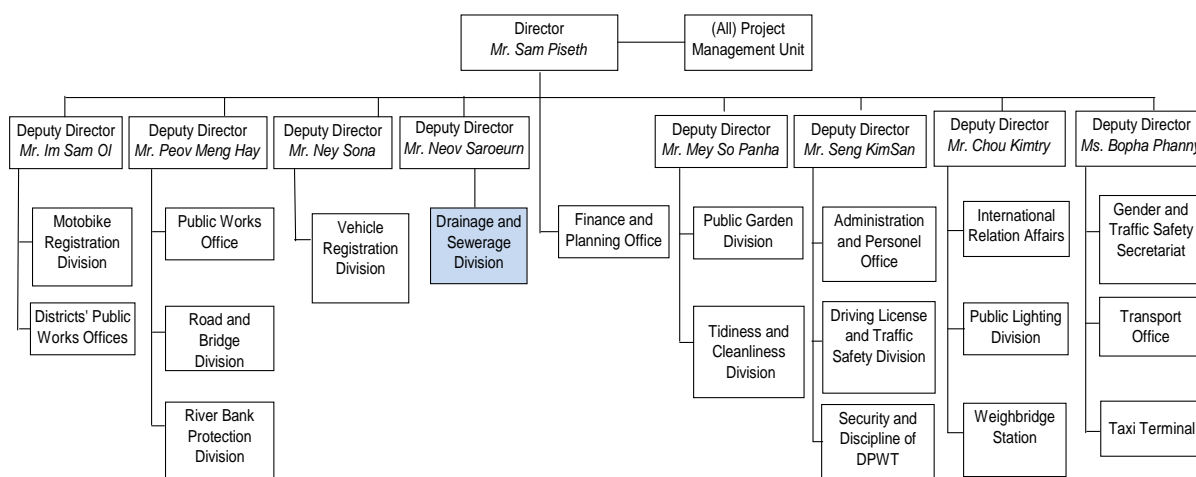 Director
Mr. Sam Piseth
(All) Project
Management Unit
Deputy Director
Mr. Im Sam Ol
Deputy Director
Mr. Peov Meng Hay
Deputy Director
Mr. Ney Sona
Deputy Director
Mr. Neov Saroeurn
Deputy Director
Mr. Mey So Panha
Deputy Director
Mr. Seng KimSan
Deputy Director
Mr. Chou Kimtry
Deputy Director
Ms. Bopha Phanny
Motobike
Registration
Division
Districts' Public
Works Offices
Public Works
Office
Road and
Bridge
Division
River Bank
Protection
Division
Vehicle
Registration
Division
Drainage and
Sewerage
Division
Finance and
Planning Office
Public Garden
Division
Tidiness and
Cleanliness
Division
Administration
and Personel
Office
Driving License
and Traffic
Safety Division
Security and
Discipline of
DPWT
International
Relation Affairs
Public Lighting
Division
Weighbridge
Station
Gender and
Traffic Safety
Secretariat
Transport
Office
Taxi Terminal